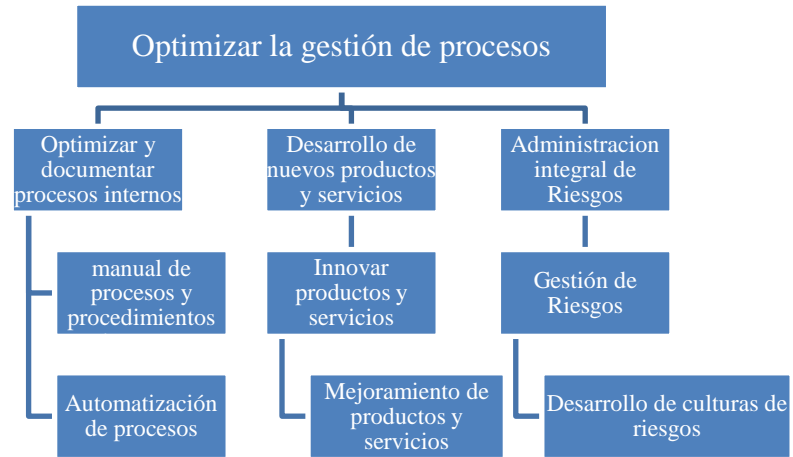 Optimizar la gestión de procesos
Optimizar y
documentar
procesos internos
Desarrollo de
nuevos productos
y servicios
Administracion
integral de
Riesgos
manual de
procesos y
procedimientos
Innovar
productos y
servicios
Gestión de
Riesgos
Automatización
de procesos
Mejoramiento de
productos y
servicios
Desarrollo de culturas de
riesgos